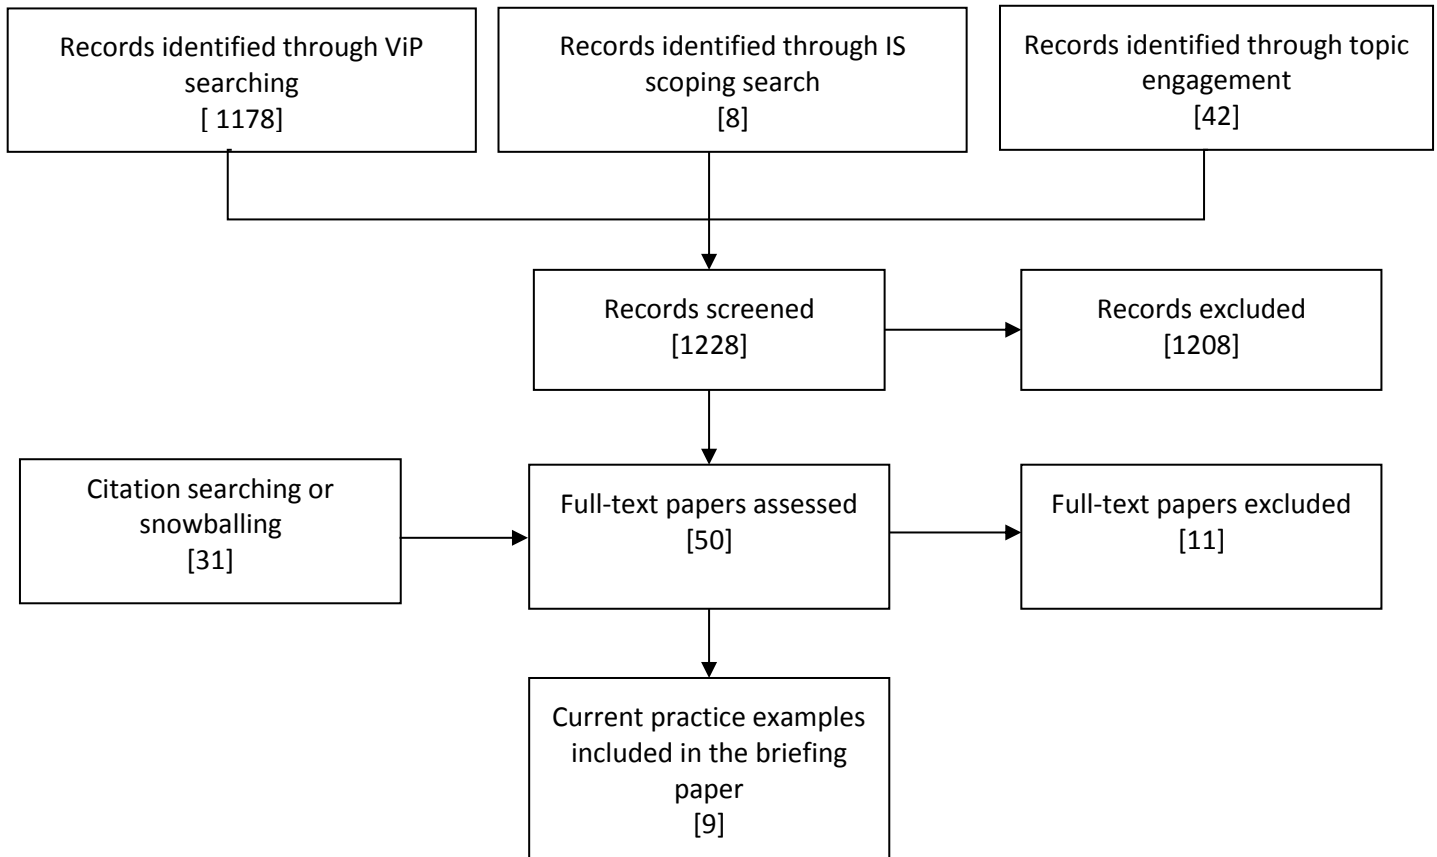 Records identified through ViP
searching
[ 1178]
Records identified through IS
scoping search
[8]
Records identified through topic
engagement
[42]
Records screened
[1228]
Records excluded
[1208]
Citation searching or
snowballing
[31]
Full-text papers assessed
[50]
Full-text papers excluded
[11]
Current practice examples
included in the briefing
paper
[9]